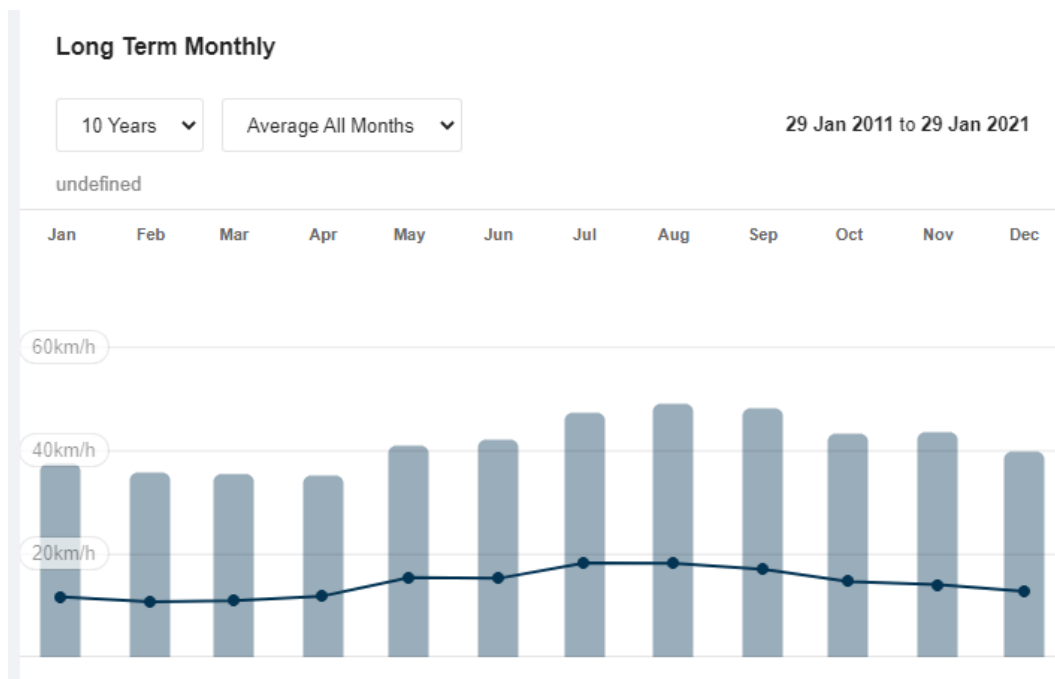 Long Term Monthly
10 Years Average All Months 29 Jan 2011 to 29 Jan 2021
undefined
Jan Feb Mar Apr May Jun Jul Aug Sep Oct Nov Dec
60km/h
40km/h
20km/h